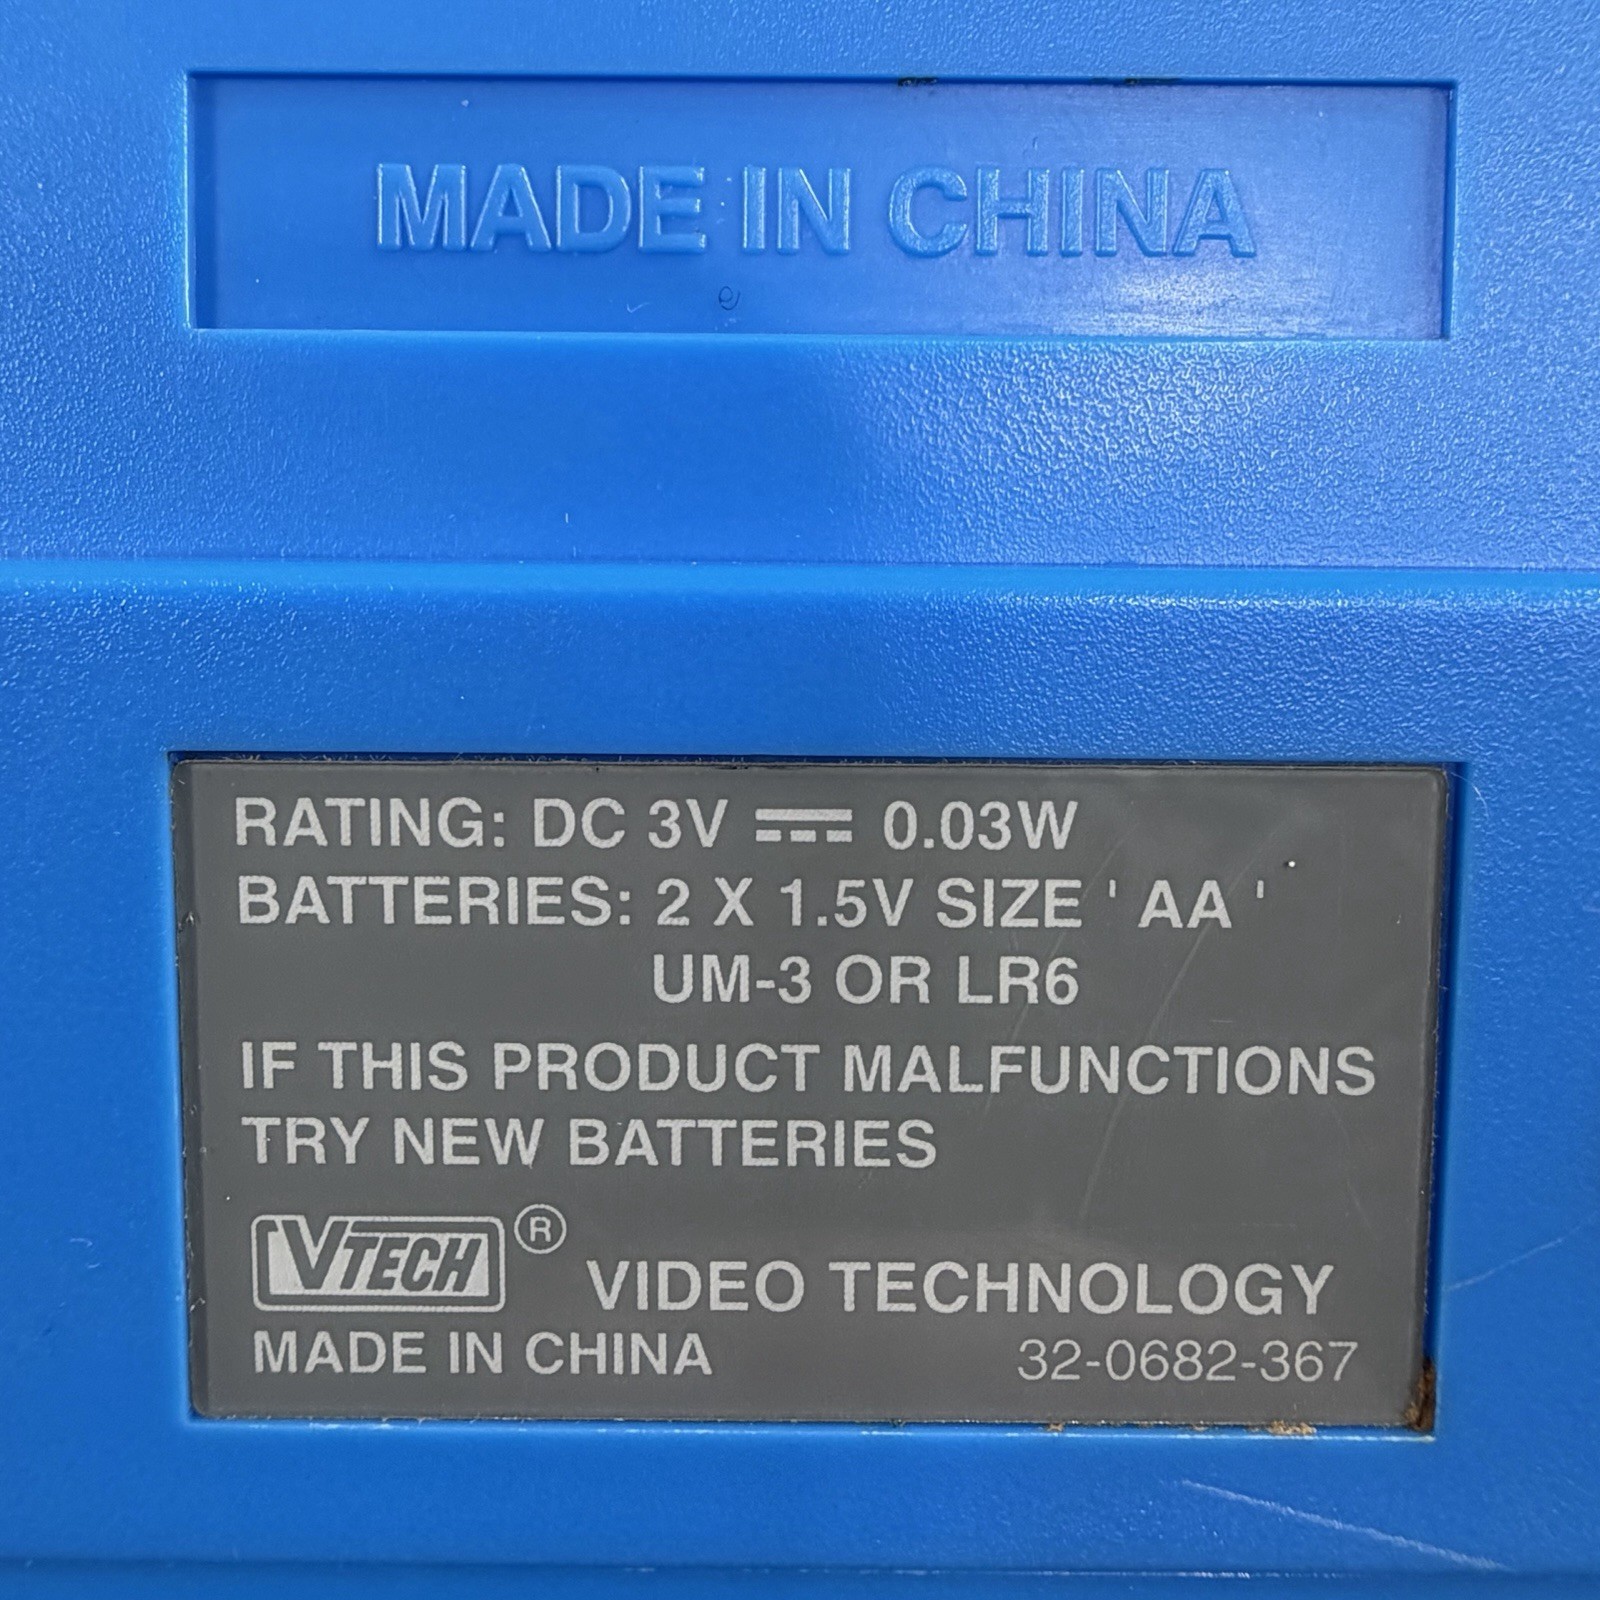 MADE IN CHINA
RATING: DC 3V ⎓ 0.03W
BATTERIES: 2 X 1.5V SIZE ' AA '
UM-3 OR LR6
IF THIS PRODUCT MALFUNCTIONS
TRY NEW BATTERIES
VTECH ® VIDEO TECHNOLOGY
MADE IN CHINA 32-0682-367